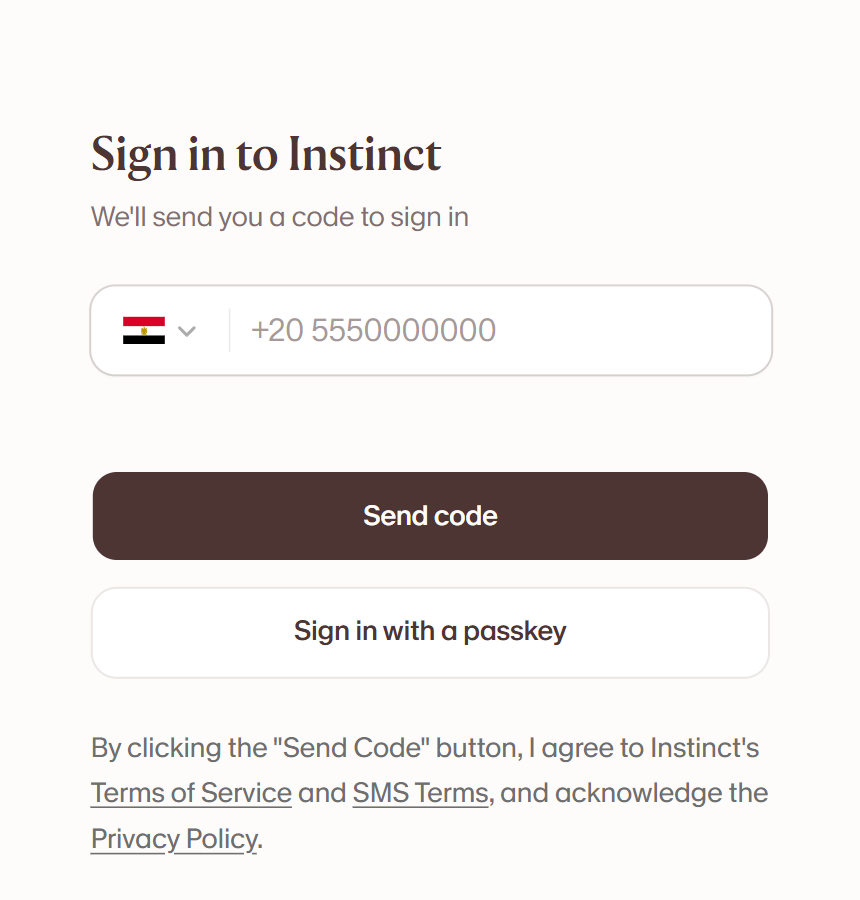 Sign in to Instinct
We'll send you a code to sign in
+20 5550000000
Send code
Sign in with a passkey
By clicking the "Send Code" button, I agree to Instinct's
Terms of Service and SMS Terms, and acknowledge the
Privacy Policy.